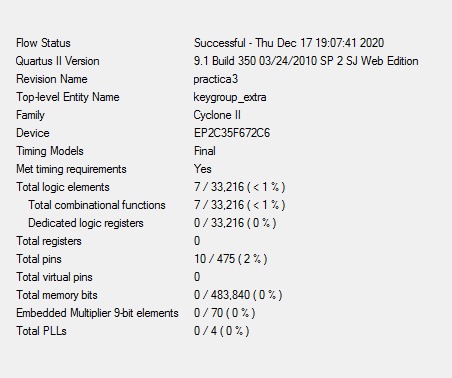 Flow Status Successful - Thu Dec 17 19:07:41 2020
Quartus II Version 9.1 Build 350 03/24/2010 SP 2 SJ Web Edition
Revision Name practica3
Top-level Entity Name keygroup_extra
Family Cyclone II
Device EP2C35F672C6
Timing Models Final
Met timing requirements Yes
Total logic elements 7 / 33,216 ( < 1 % )
Total combinational functions 7 / 33,216 ( < 1 % )
Dedicated logic registers 0 / 33,216 ( 0 % )
Total registers 0
Total pins 10 / 475 ( 2 % )
Total virtual pins 0
Total memory bits 0 / 483,840 ( 0 % )
Embedded Multiplier 9-bit elements 0 / 70 ( 0 % )
Total PLLs 0 / 4 ( 0 % )